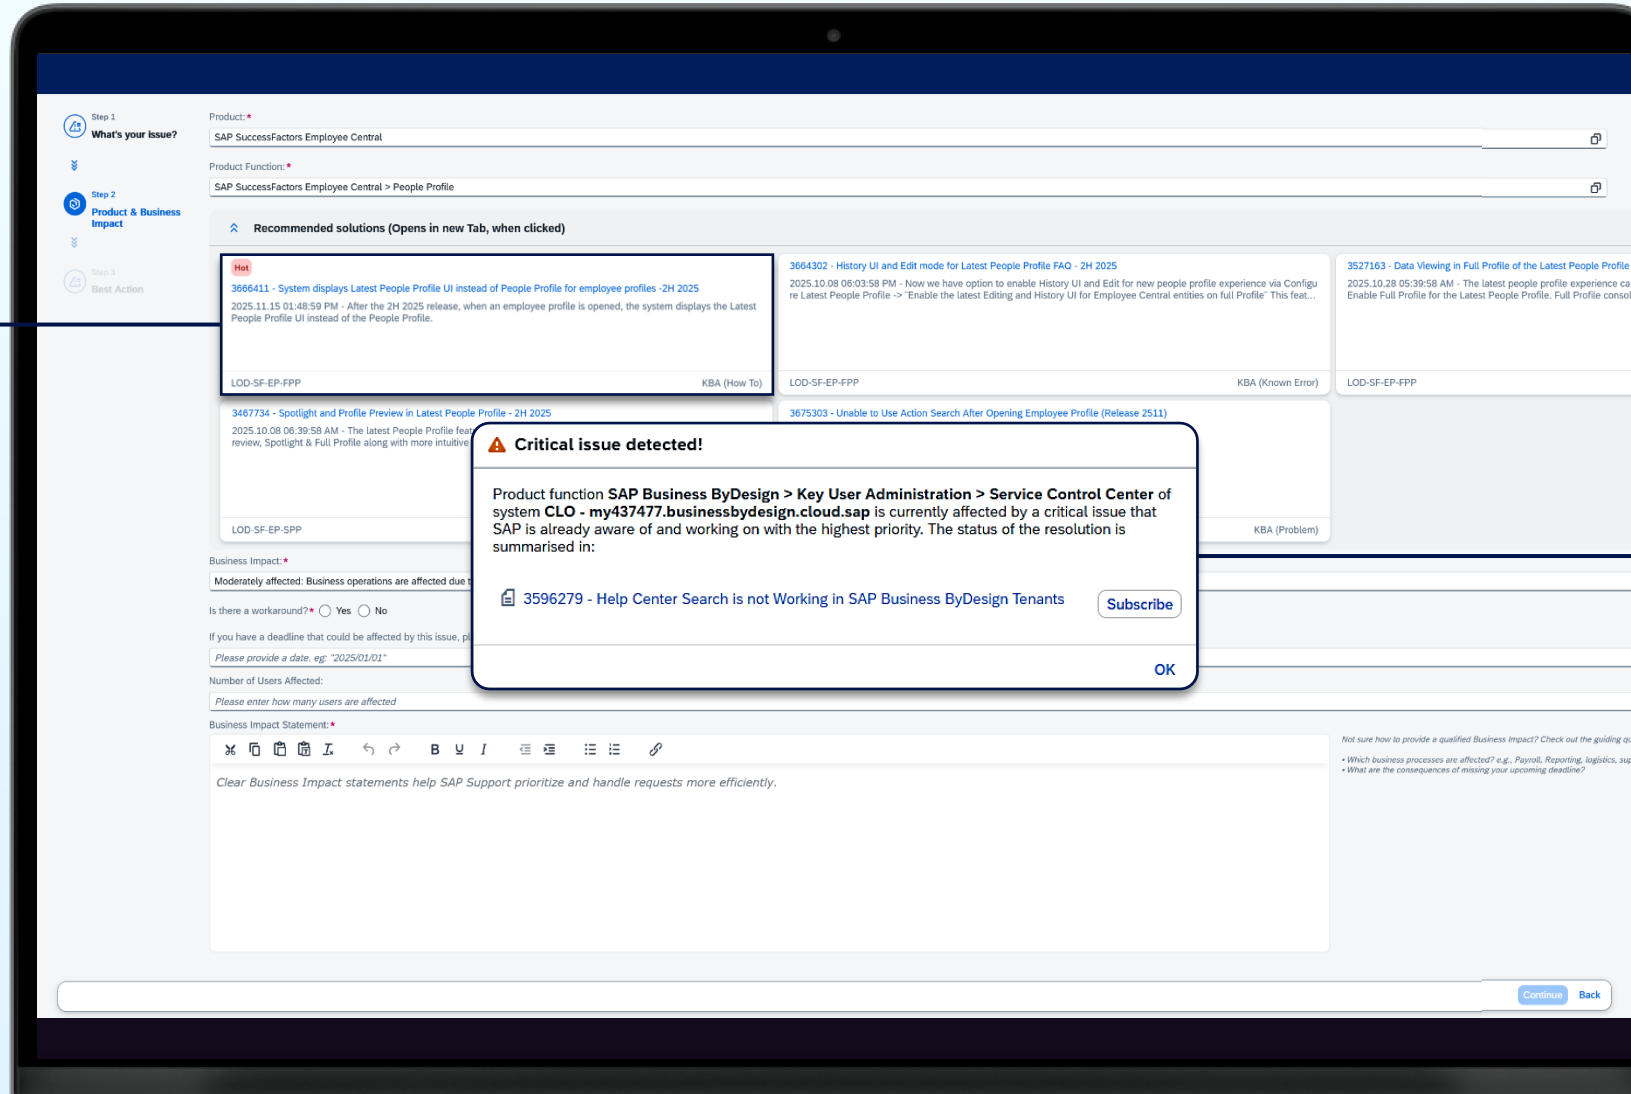 Step 1
What's your issue?
Step 2
Product & Business
Impact
Step 3
Best Action
Product:*
SAP SuccessFactors Employee Central
Product Function:*
SAP SuccessFactors Employee Central > People Profile
Recommended solutions (Opens in new Tab, when clicked)
Hot
3666411 - System displays Latest People Profile UI instead of People Profile for employee profiles -2H 2025
2025.11.15 01:48:59 PM - After the 2H 2025 release, when an employee profile is opened, the system displays the Latest
People Profile UI instead of the People Profile.
LOD-SF-EP-FPP KBA (How To)
3664302 - History UI and Edit mode for Latest People Profile FAQ - 2H 2025
2025.10.08 06:03:58 PM - Now we have option to enable History UI and Edit for new people profile experience via Configu
re Latest People Profile -> "Enable the latest Editing and History UI for Employee Central entities on full Profile" This feat...
LOD-SF-EP-FPP KBA (Known Error)
3527163 - Data Viewing in Full Profile of the Latest People Profile
2025.10.28 05:39:58 AM - The latest people profile experience ca
Enable Full Profile for the Latest People Profile. Full Profile consol
LOD-SF-EP-FPP
3467734 - Spotlight and Profile Preview in Latest People Profile - 2H 2025
2025.10.08 06:39:58 AM - The latest People Profile feat
review, Spotlight & Full Profile along with more intuitive
LOD-SF-EP-SPP
3675303 - Unable to Use Action Search After Opening Employee Profile (Release 2511)
KBA (Problem)
Critical issue detected!
Product function SAP Business ByDesign > Key User Administration > Service Control Center of
system CLO - my437477.businessbydesign.cloud.sap is currently affected by a critical issue that
SAP is already aware of and working on with the highest priority. The status of the resolution is
summarised in:
3596279 - Help Center Search is not Working in SAP Business ByDesign Tenants
Subscribe
OK
Business Impact:*
Moderately affected: Business operations are affected due t
Is there a workaround?* Yes No
If you have a deadline that could be affected by this issue, pl
Please provide a date. eg: "2025/01/01"
Number of Users Affected:
Please enter how many users are affected
Business Impact Statement:*
B U I
Clear Business Impact statements help SAP Support prioritize and handle requests more efficiently.
Not sure how to provide a qualified Business Impact? Check out the guiding qu
• Which business processes are affected? e.g., Payroll, Reporting, logistics, sup
• What are the consequences of missing your upcoming deadline?
Continue Back